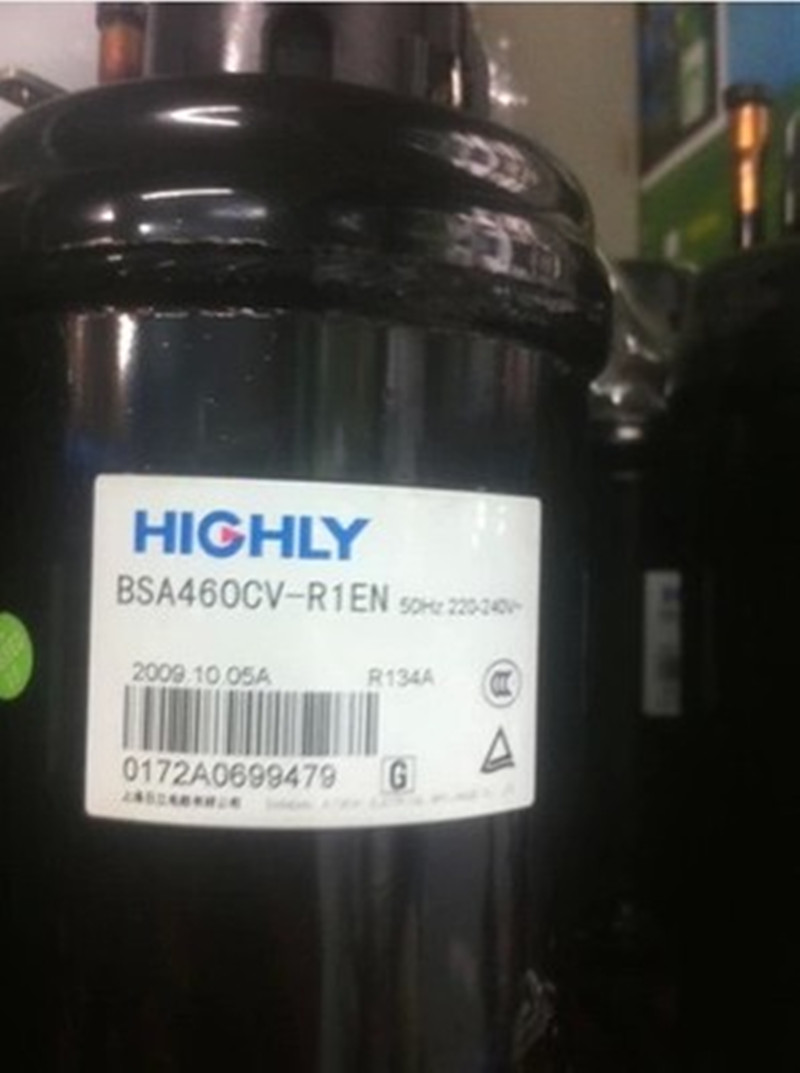 HIGHLY
BSA460CV-R1EN 50Hz 220-240V~
2009.10.05A R134A
0172A0699479 G